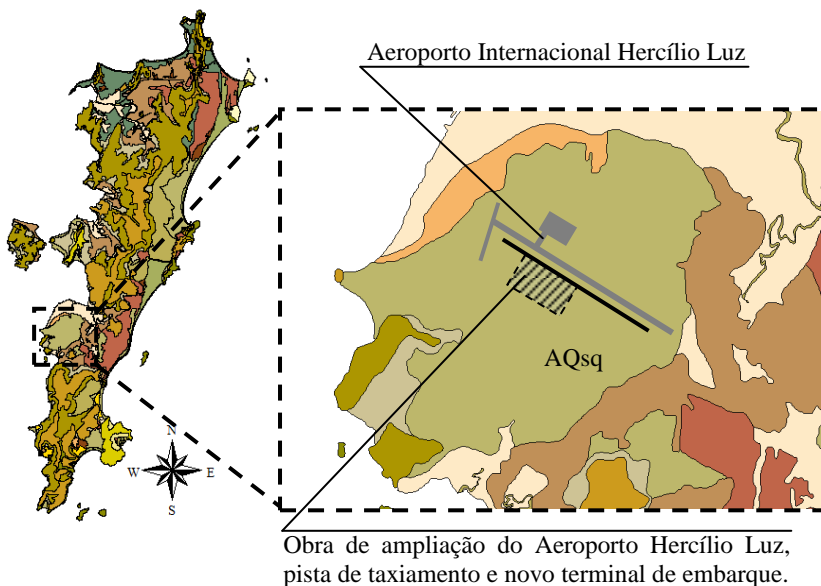 Aeroporto Internacional Hercílio Luz
AQsq
N
W E
S
Obra de ampliação do Aeroporto Hercílio Luz,
pista de taxiamento e novo terminal de embarque.